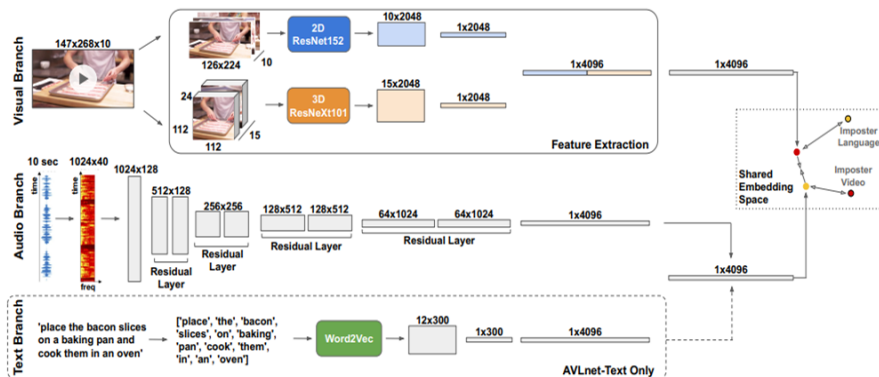 Visual Branch
147x268x10
126x224
10
2D
ResNet152
10x2048
1x2048
24
112
112
15
3D
ResNeXt101
15x2048
1x2048
1x4096
Feature Extraction
1x4096
Imposter
Language
Shared
Embedding
Space
Imposter
Video
Audio Branch
10 sec
time
1024x40
time
freq
1024x128
512x128
Residual
Layer
256x256
Residual
Layer
128x512
128x512
Residual Layer
64x1024
64x1024
Residual Layer
1x4096
1x4096
Text Branch
'place the bacon slices
on a baking pan and
cook them in an oven'
['place', 'the', 'bacon',
'slices', 'on', 'baking',
'pan', 'cook', 'them',
'in', 'an', 'oven']
Word2Vec
12x300
1x300
1x4096
AVLnet-Text Only